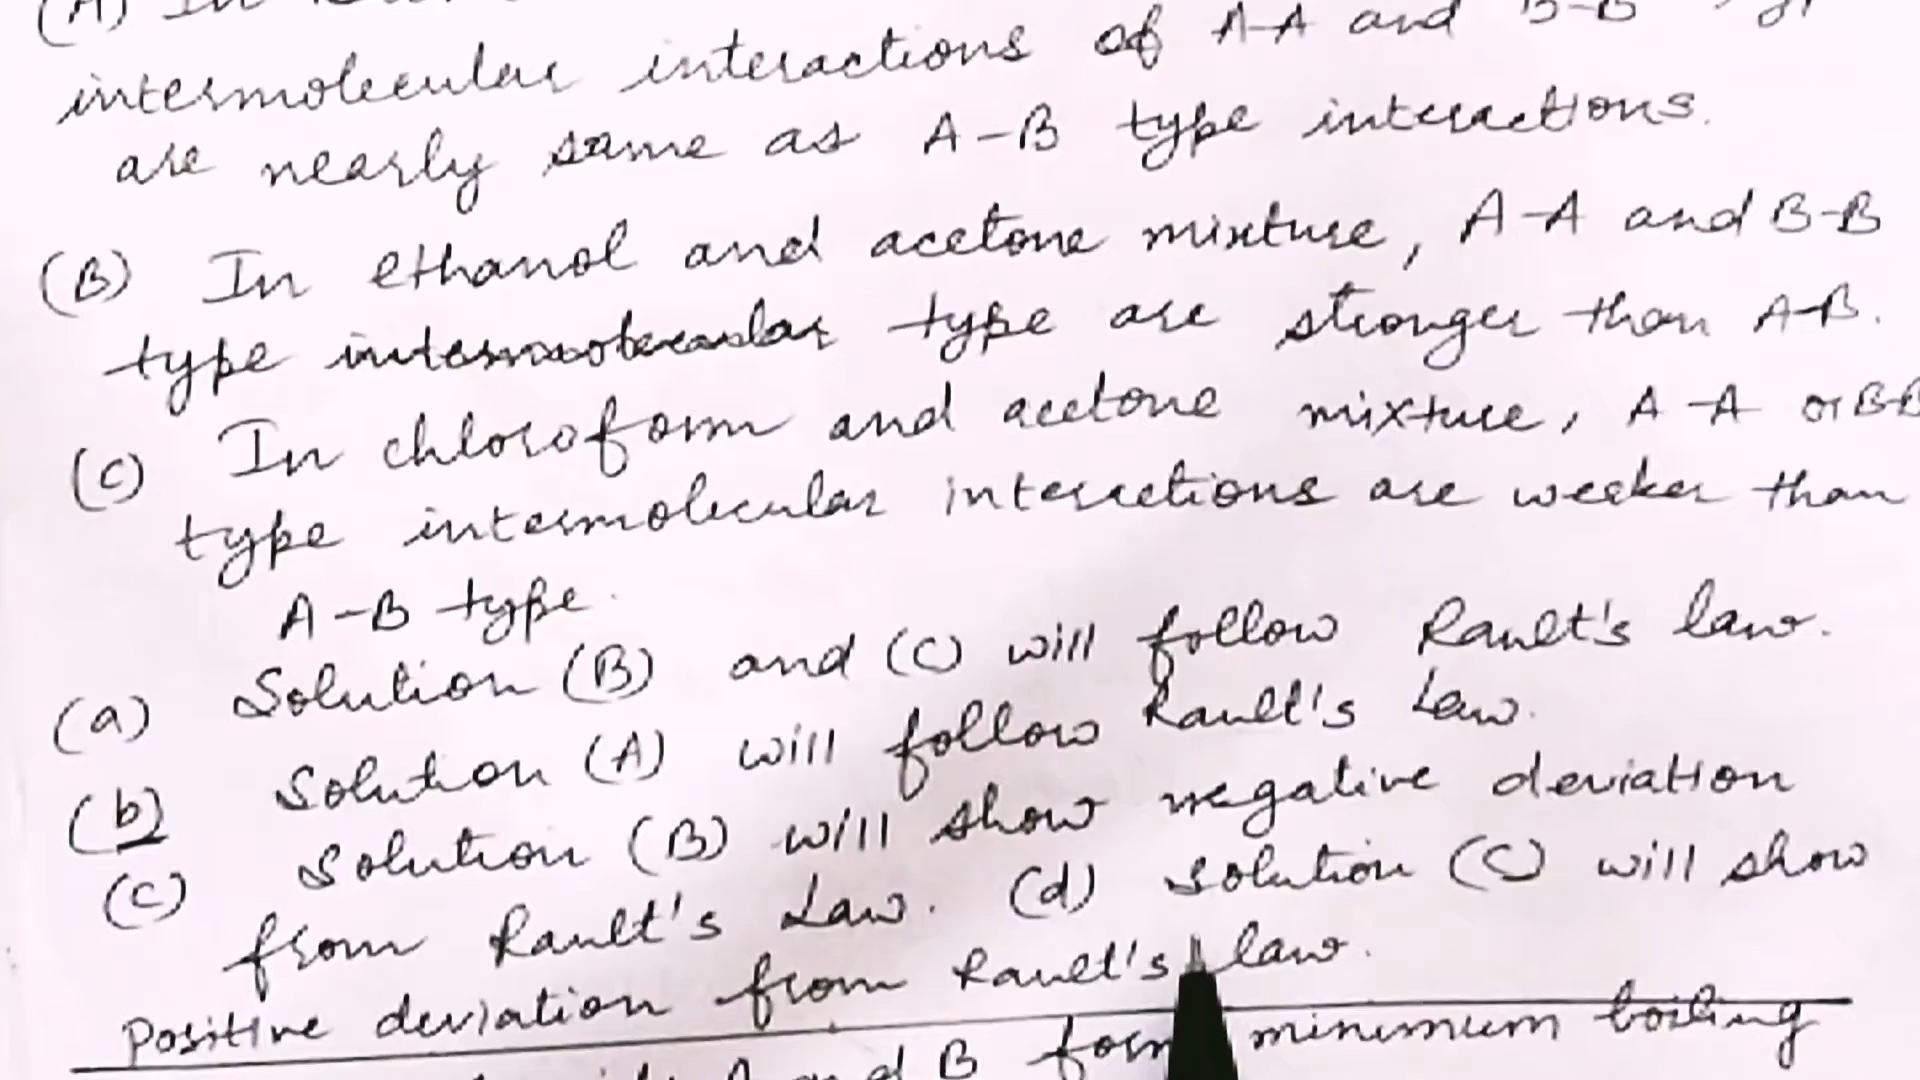 (A) In
intermolecular interactions of A-A and B-B
are nearly same as A-B type interactions.
(B) In ethanol and acetone mixture, A-A and B-B
type intermolecular type are stronger than A-B.
(C) In chloroform and acetone mixture, A-A or B-B
type intermolecular interactions are weaker than
A-B type.
(a) Solution (B) and (C) will follow Rault's law.
(b) Solution (A) will follow Rault's Law.
(c) Solution (B) will show negative deviation
from Rault's Law. (d) Solution (C) will show
Positive deviation from Rault's law.
and B form minimum boiling